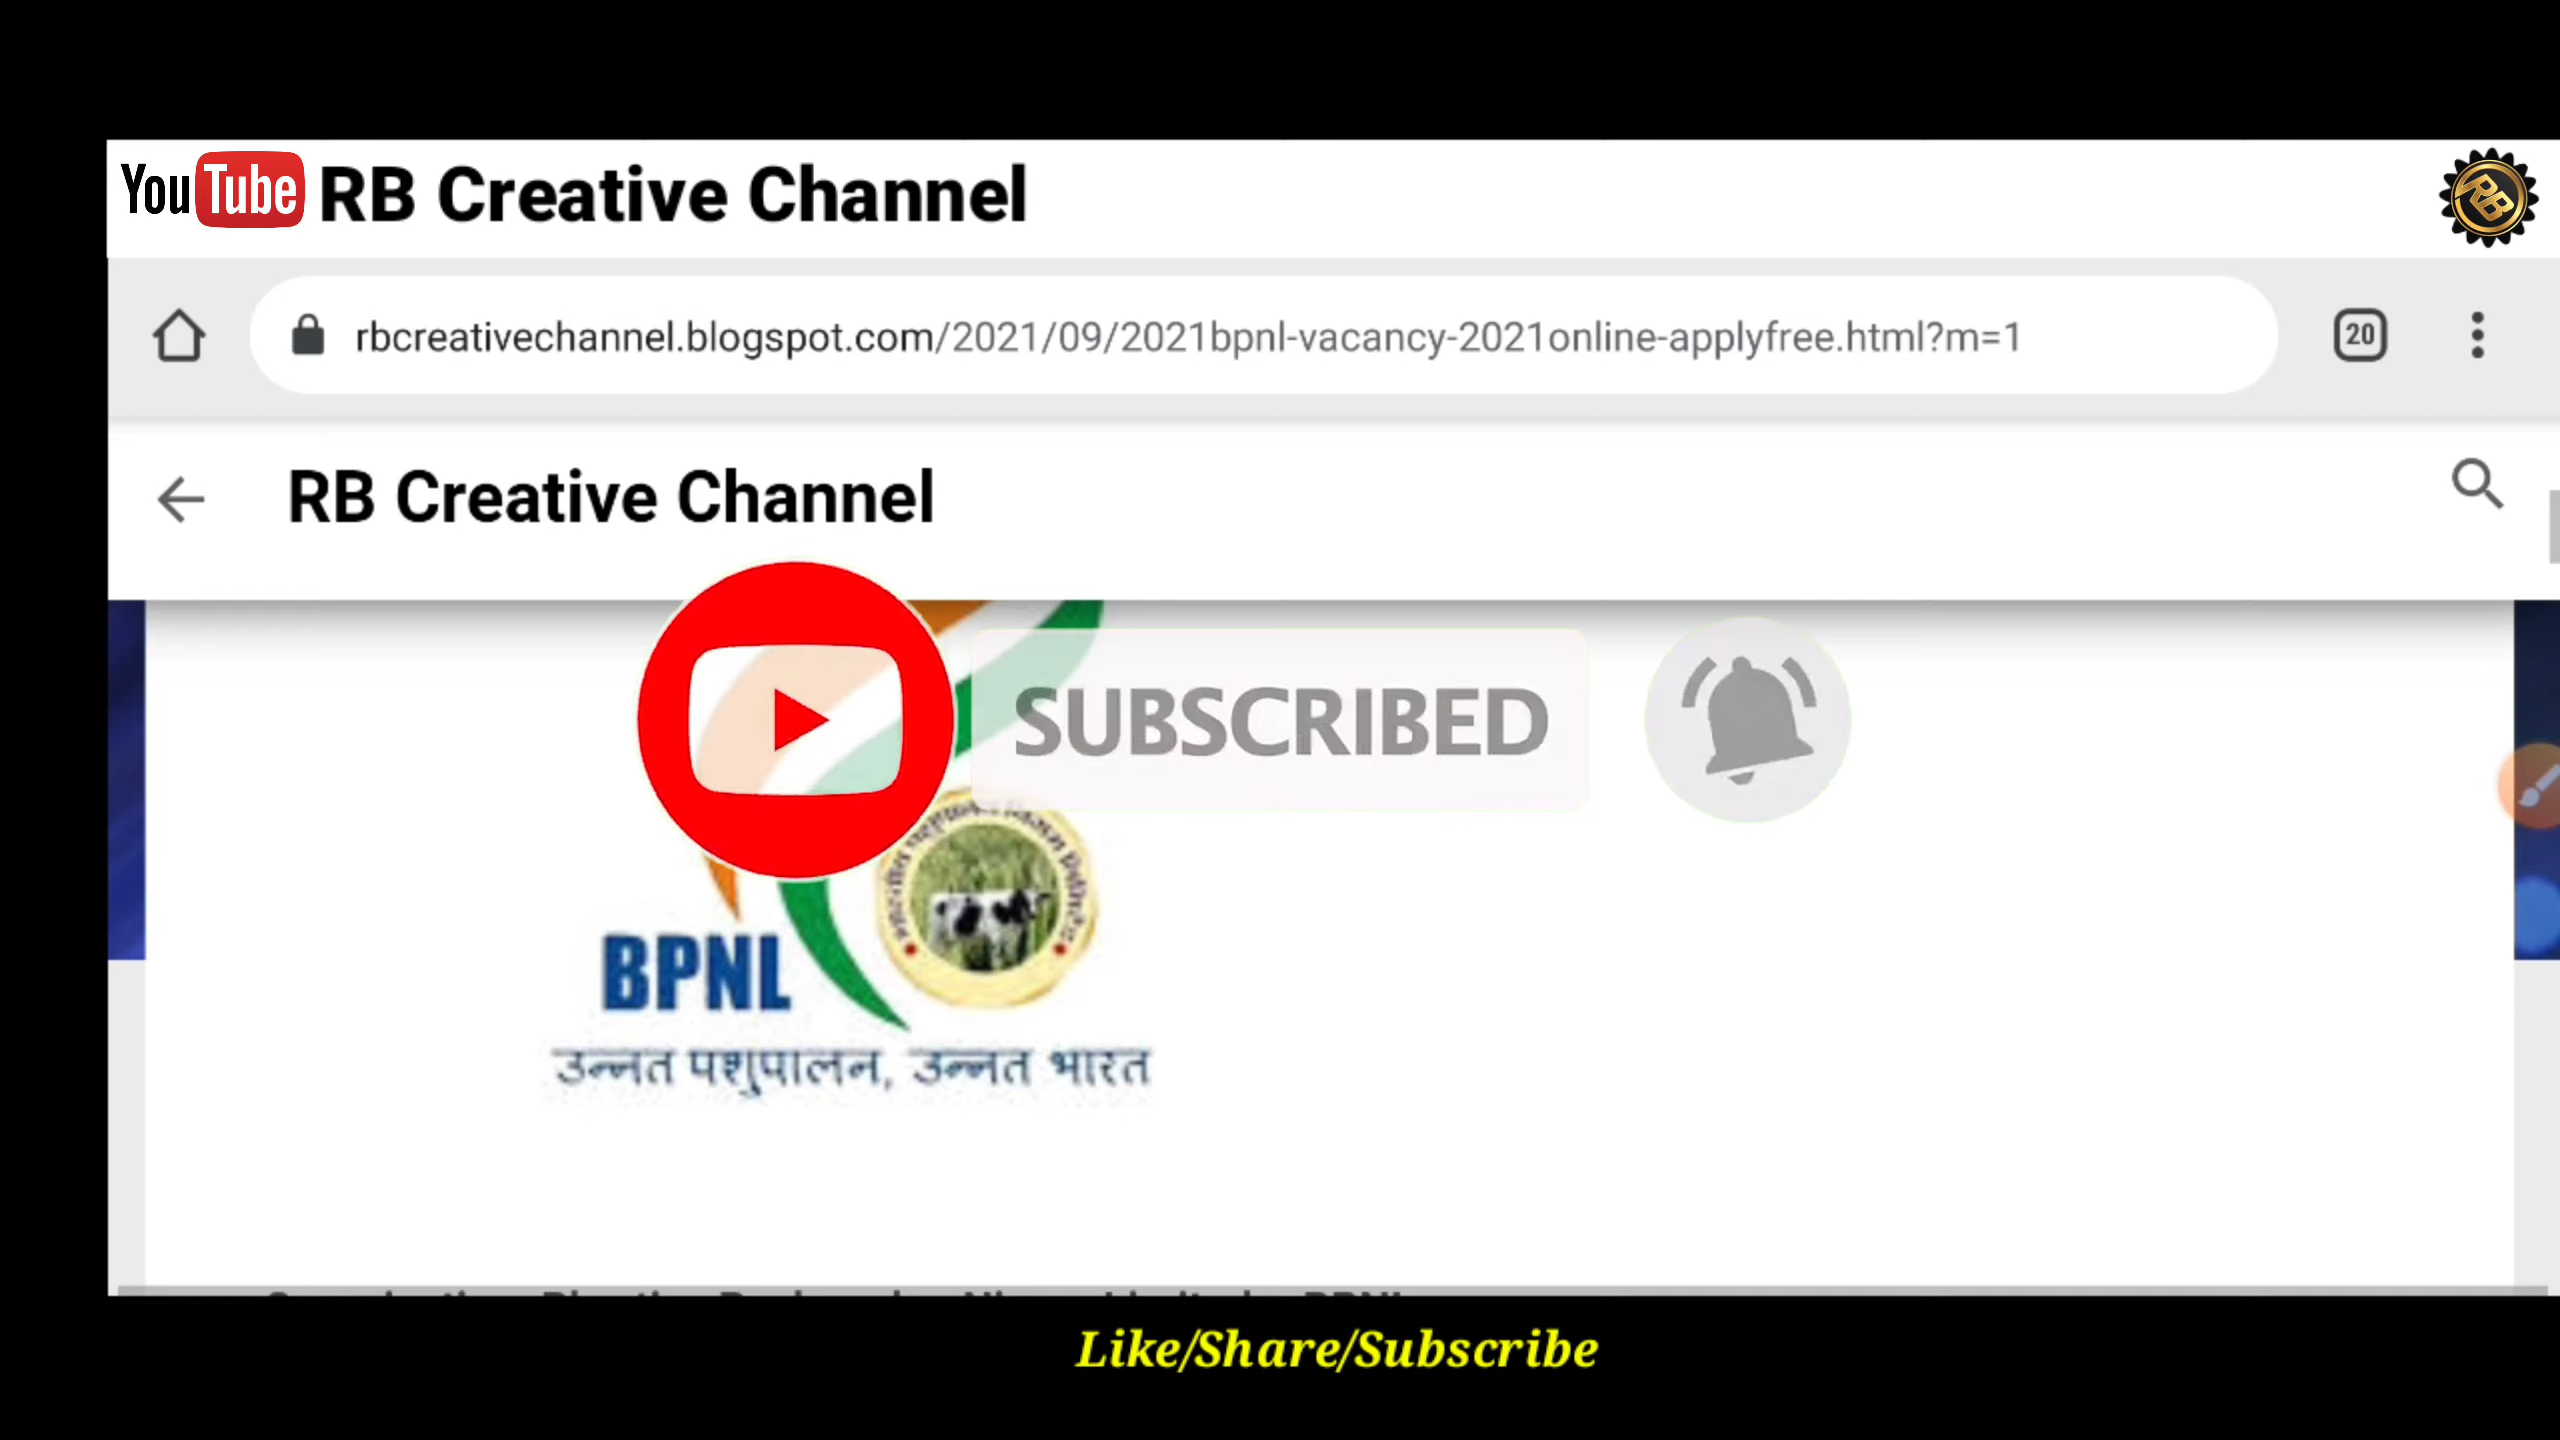 YouTube RB Creative Channel
RB
rbcreativechannel.blogspot.com/2021/09/2021bpnl-vacancy-2021online-applyfree.html?m=1
20
RB Creative Channel
SUBSCRIBED
BPNL
उन्नत पशुपालन, उन्नत भारत
Like/Share/Subscribe